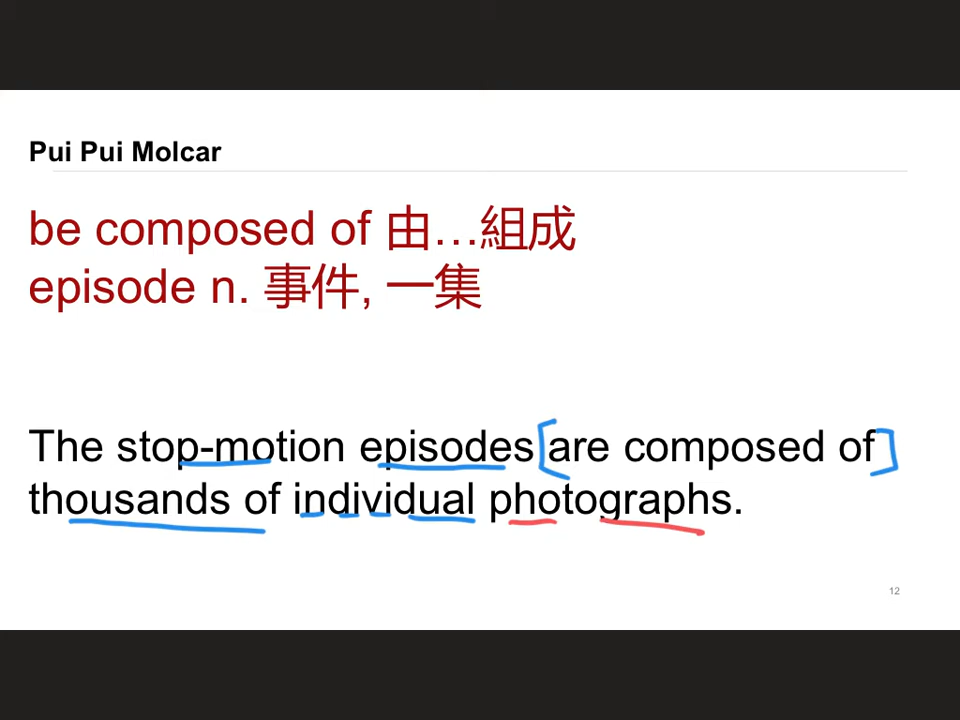 Pui Pui Molcar
be composed of 由…組成
episode n. 事件, 一集
The stop-motion episodes are composed of
thousands of individual photographs.
12